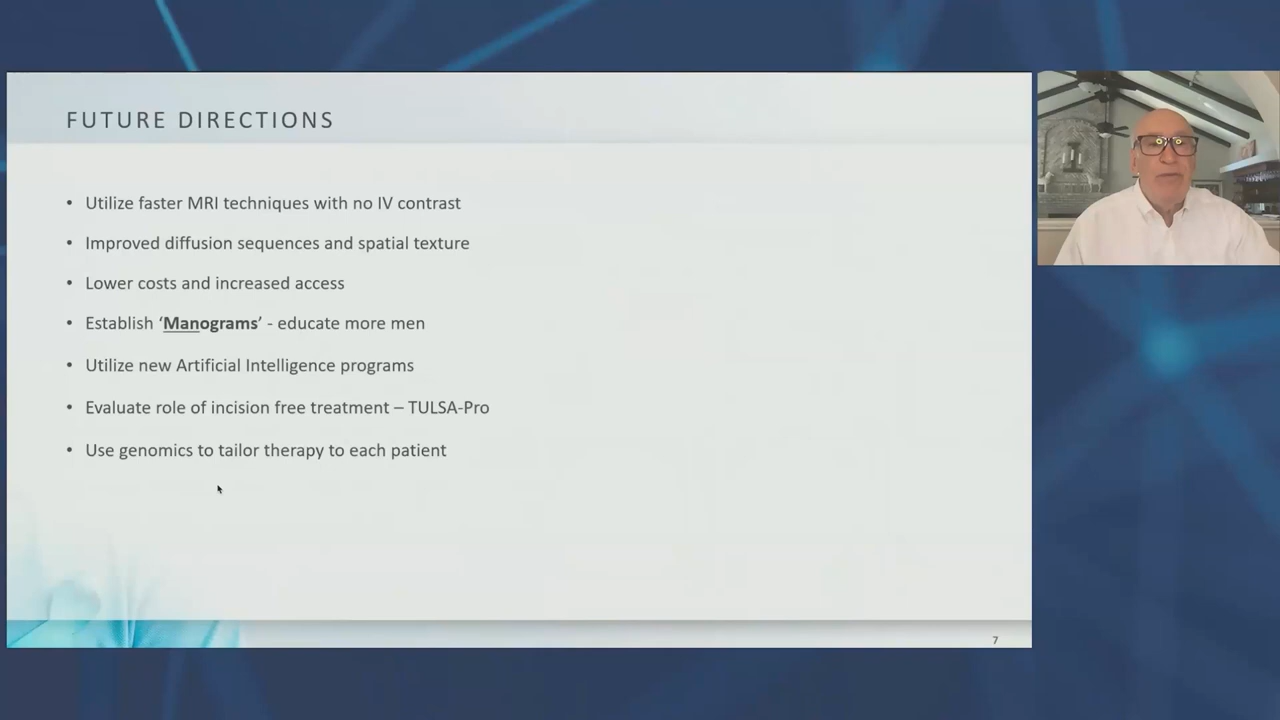 FUTURE DIRECTIONS
• Utilize faster MRI techniques with no IV contrast
• Improved diffusion sequences and spatial texture
• Lower costs and increased access
• Establish ‘Manograms’ - educate more men
• Utilize new Artificial Intelligence programs
• Evaluate role of incision free treatment – TULSA-Pro
• Use genomics to tailor therapy to each patient
7